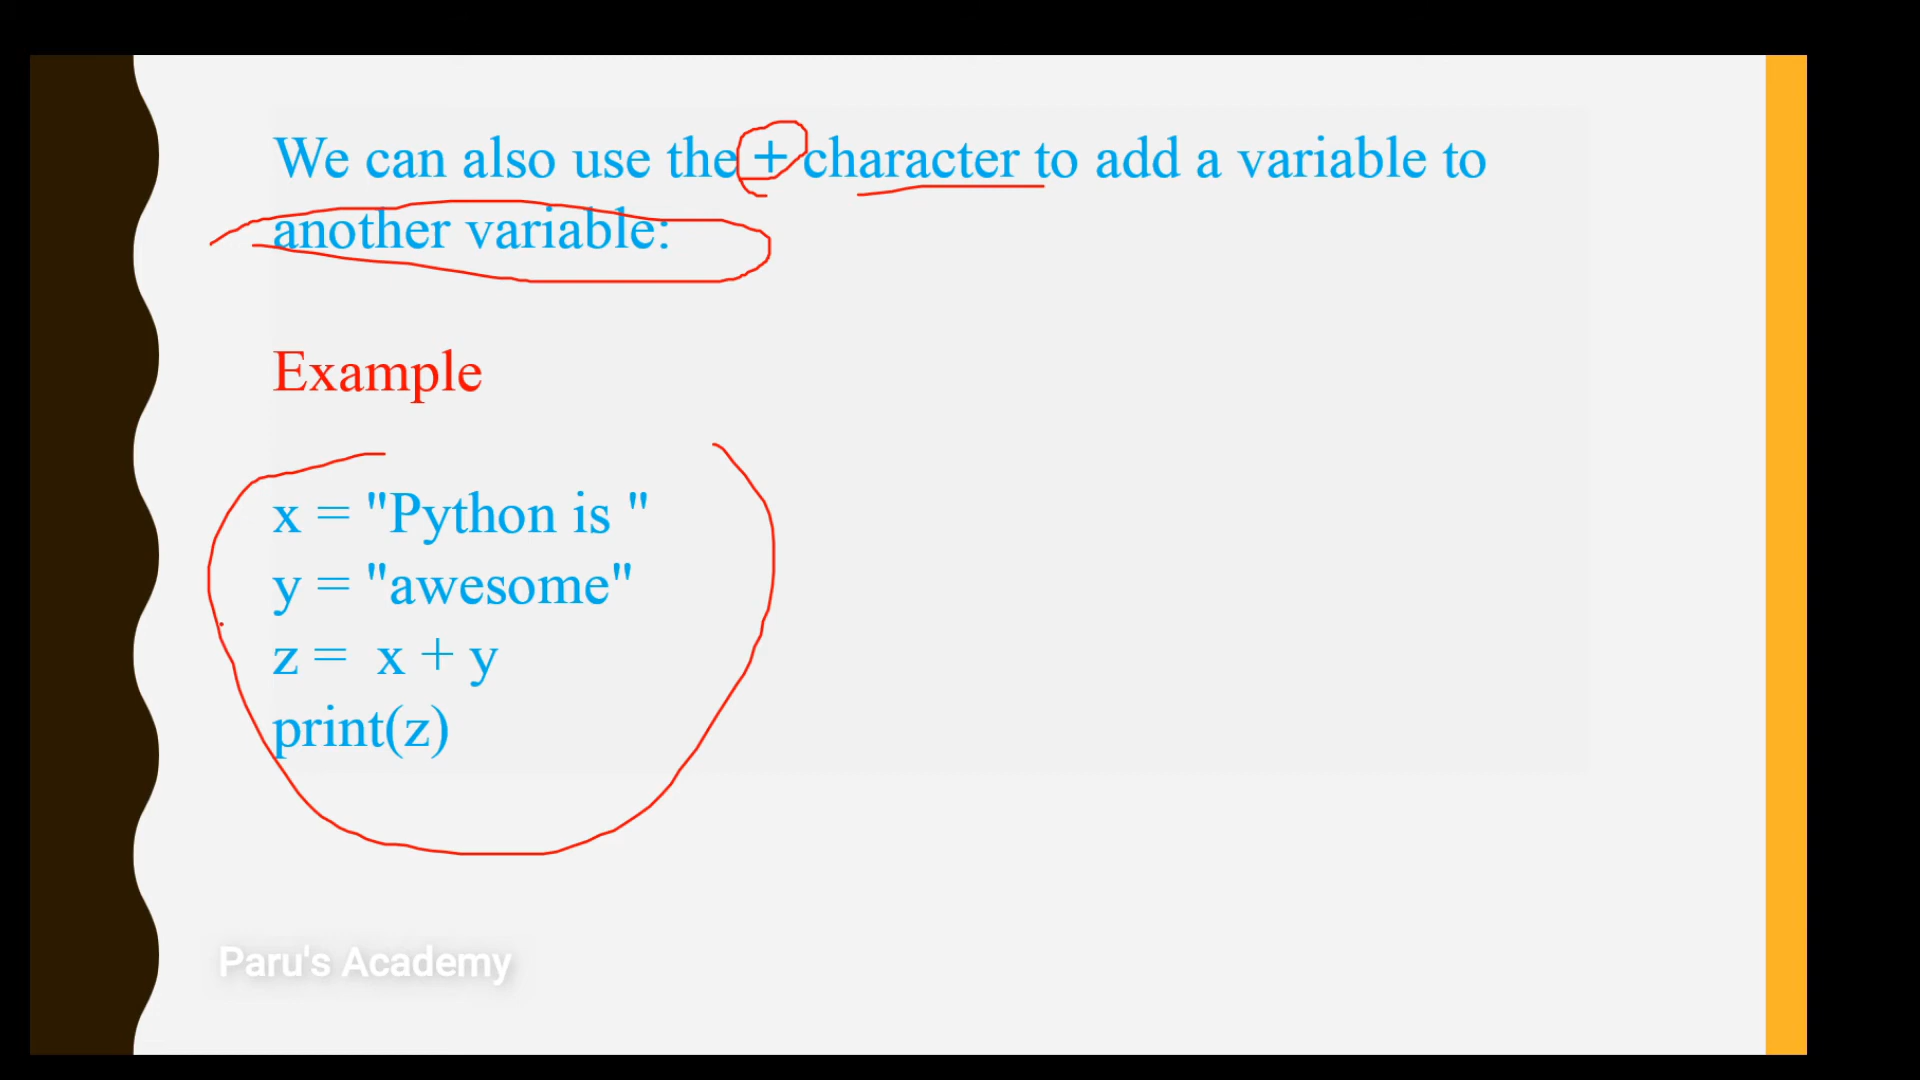 We can also use the + character to add a variable to
another variable:
Example
x = "Python is "
y = "awesome"
z =  x + y
print(z)
Paru's Academy